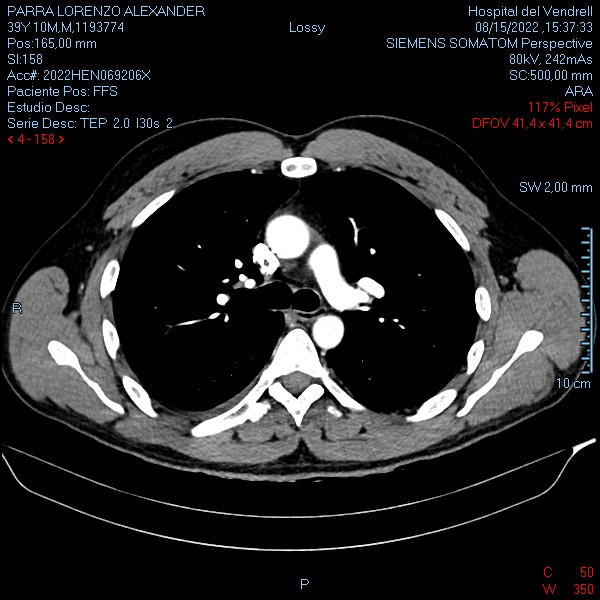 PARRA LORENZO ALEXANDER
39Y 10M,M,1193774
Pos:165,00 mm
SI:158
Acc#: 2022HEN069206X
Paciente Pos: FFS
Estudio Desc:
Serie Desc: TEP 2.0 I30s 2
< 4 - 158 >
Lossy
Hospital del Vendrell
08/15/2022 ,15:37:33
SIEMENS SOMATOM Perspective
80kV, 242mAs
SC:500,00 mm
ARA
117% Pixel
DFOV 41,4 x 41,4 cm
SW 2,00 mm
R
10 cm
P
C 50
W 350